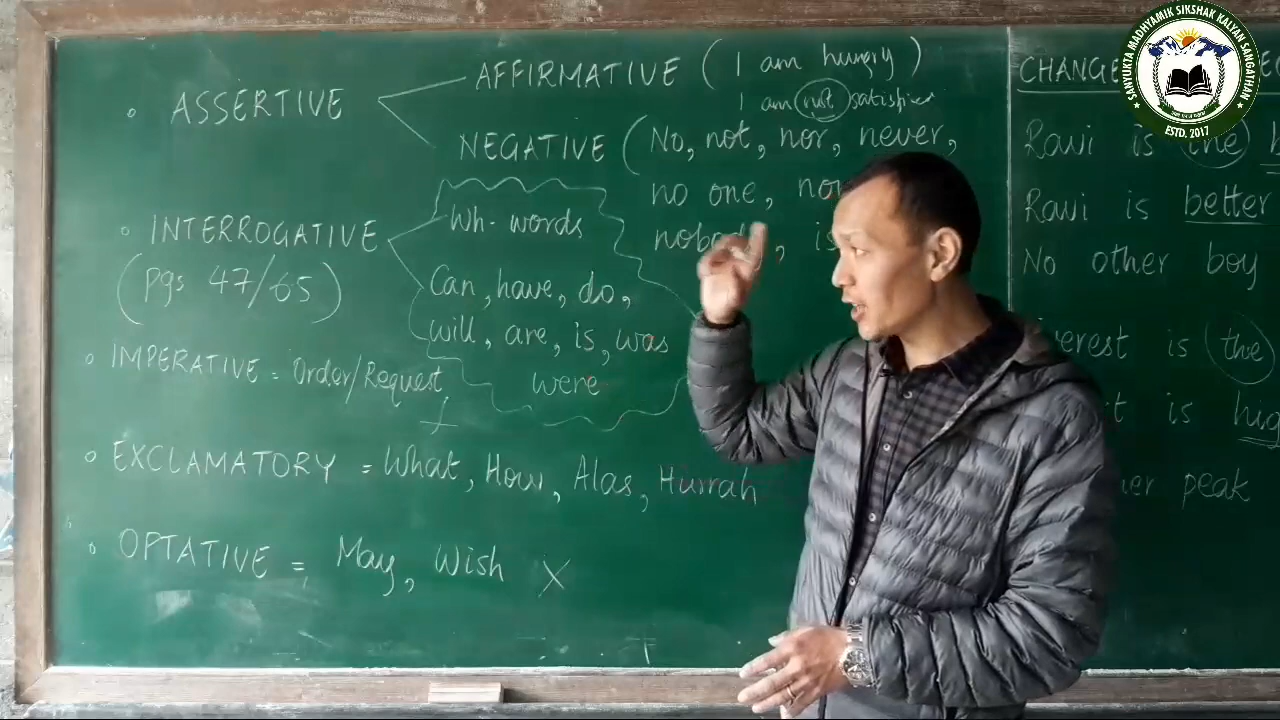 • ASSERTIVE
AFFIRMATIVE ( I am hungry )
I am not satisfied
NEGATIVE ( No, not, nor, never,
no one,
nobody, is
• INTERROGATIVE
(pgs 47/65)
Wh- words
Can, have, do,
will, are, is, was
were
• IMPERATIVE = Order/Request
• EXCLAMATORY = What, How, Alas, Hurrah
• OPTATIVE = May, Wish X
CHANGE
Ravi is the
Ravi is better
No other boy
is the
is
peak
SANYUKTA MADHYAMIK SIKSHAK KALYAN SANGATHAN
ESTD. 2017